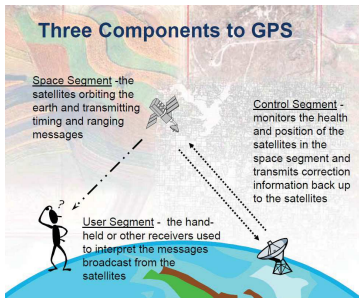 Three Components to GPS
Space Segment -the
satellites orbiting the
earth and transmitting
timing and ranging
messages
Control Segment -
monitors the health
and position of the
satellites in the
space segment and
transmits correction
information back up
to the satellites
?
User Segment - the hand-
held or other receivers used
to interpret the messages
broadcast from the
satellites